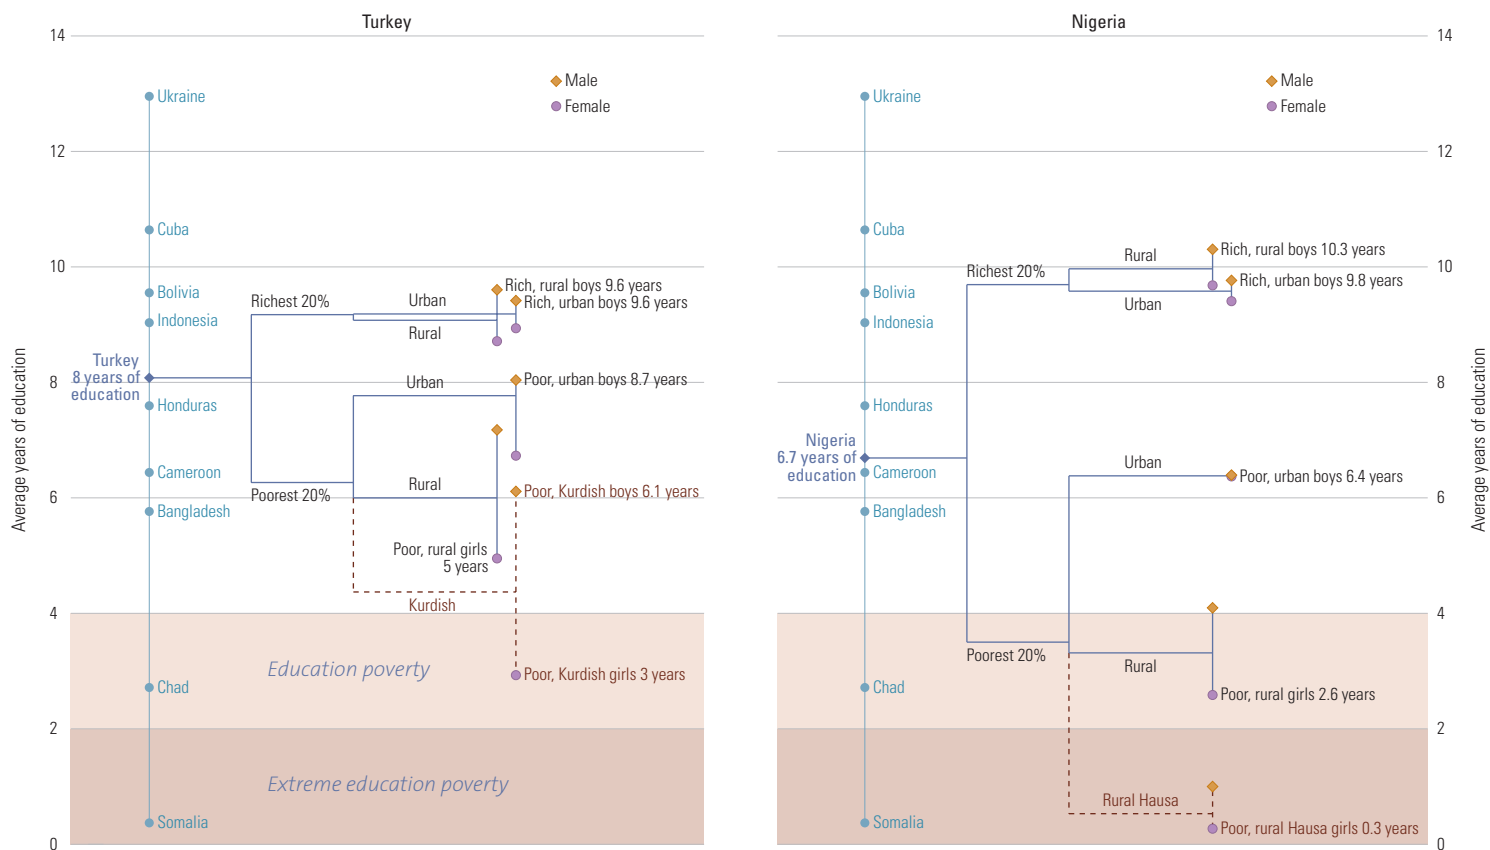 Turkey
Nigeria
14
12
10
8
6
4
2
0
Average years of education
Male
Female
Ukraine
Cuba
Bolivia
Indonesia
Honduras
Cameroon
Bangladesh
Chad
Somalia
Turkey
8 years of
education
Richest 20%
Urban
Rural
Rich, rural boys 9.6 years
Rich, urban boys 9.6 years
Poorest 20%
Urban
Poor, urban boys 8.7 years
Rural
Poor, Kurdish boys 6.1 years
Poor, rural girls
5 years
Kurdish
Poor, Kurdish girls 3 years
Education poverty
Extreme education poverty
Male
Female
Ukraine
Cuba
Bolivia
Indonesia
Honduras
Cameroon
Bangladesh
Chad
Somalia
Nigeria
6.7 years of
education
Richest 20%
Rural
Urban
Rich, rural boys 10.3 years
Rich, urban boys 9.8 years
Poorest 20%
Urban
Poor, urban boys 6.4 years
Rural
Poor, rural girls 2.6 years
Rural Hausa
Poor, rural Hausa girls 0.3 years
14
12
10
8
6
4
2
0
Average years of education